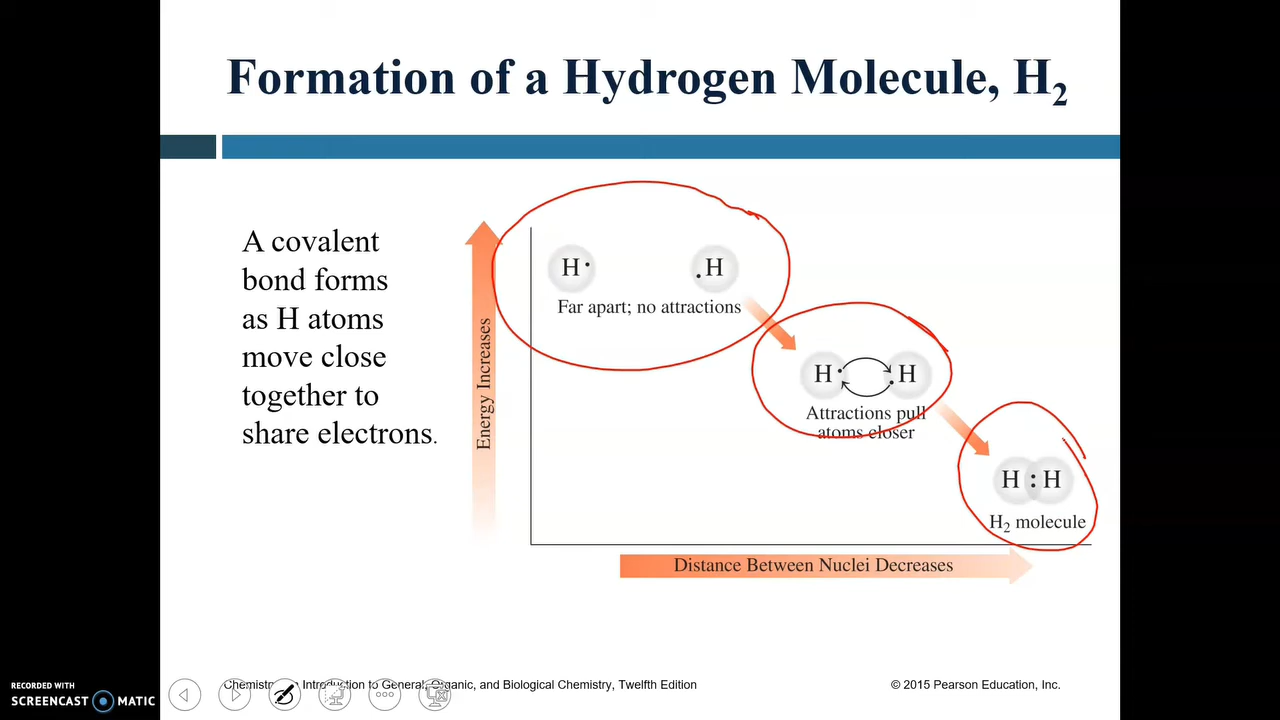 Formation of a Hydrogen Molecule, H₂
A covalent
bond forms
as H atoms
move close
together to
share electrons.
Energy Increases
H· .H
Far apart; no attractions
H· .H
Attractions pull
atoms closer
H : H
H₂ molecule
Distance Between Nuclei Decreases
RECORDED WITH
SCREENCAST MATIC
Chemistry: An Introduction to General, Organic, and Biological Chemistry, Twelfth Edition
© 2015 Pearson Education, Inc.